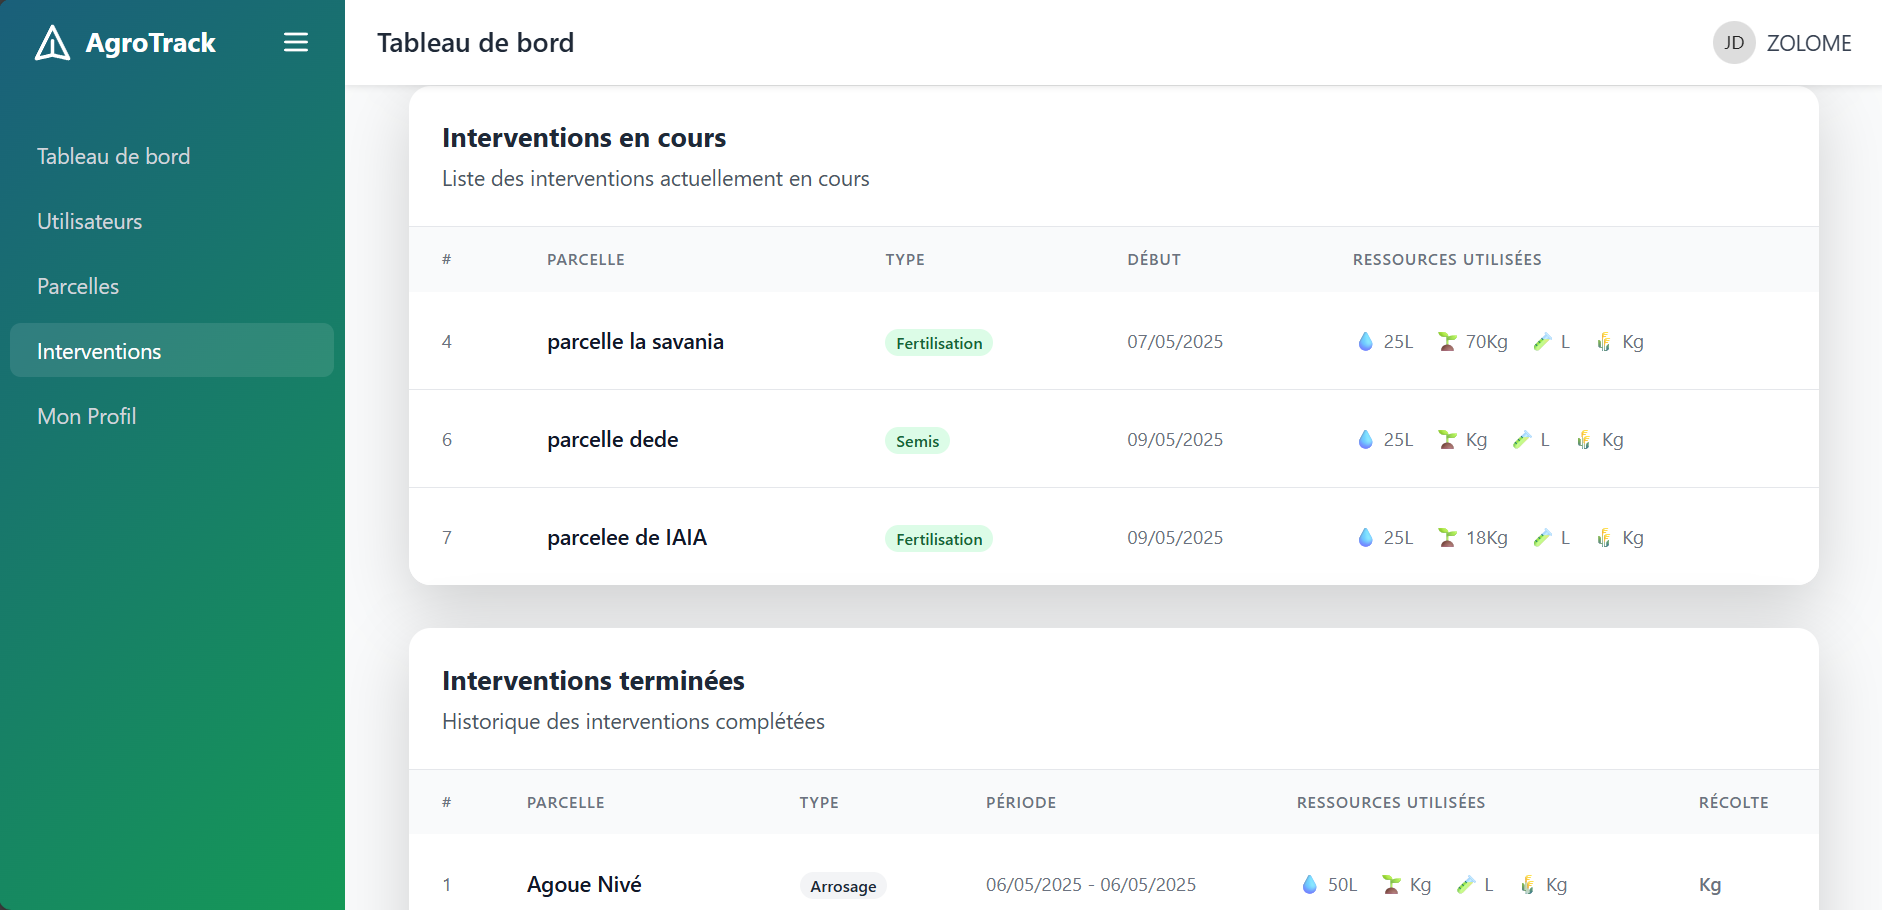 AgroTrack
Tableau de bord
Utilisateurs
Parcelles
Interventions
Mon Profil
Tableau de bord
JD ZOLOME
Interventions en cours
Liste des interventions actuellement en cours
# PARCELLE TYPE DÉBUT RESSOURCES UTILISÉES
4 parcelle la savania Fertilisation 07/05/2025 25L 70Kg L Kg
6 parcelle dede Semis 09/05/2025 25L Kg L Kg
7 parcelee de IAIA Fertilisation 09/05/2025 25L 18Kg L Kg
Interventions terminées
Historique des interventions complétées
# PARCELLE TYPE PÉRIODE RESSOURCES UTILISÉES RÉCOLTE
1 Agoue Nivé Arrosage 06/05/2025 - 06/05/2025 50L Kg L Kg Kg